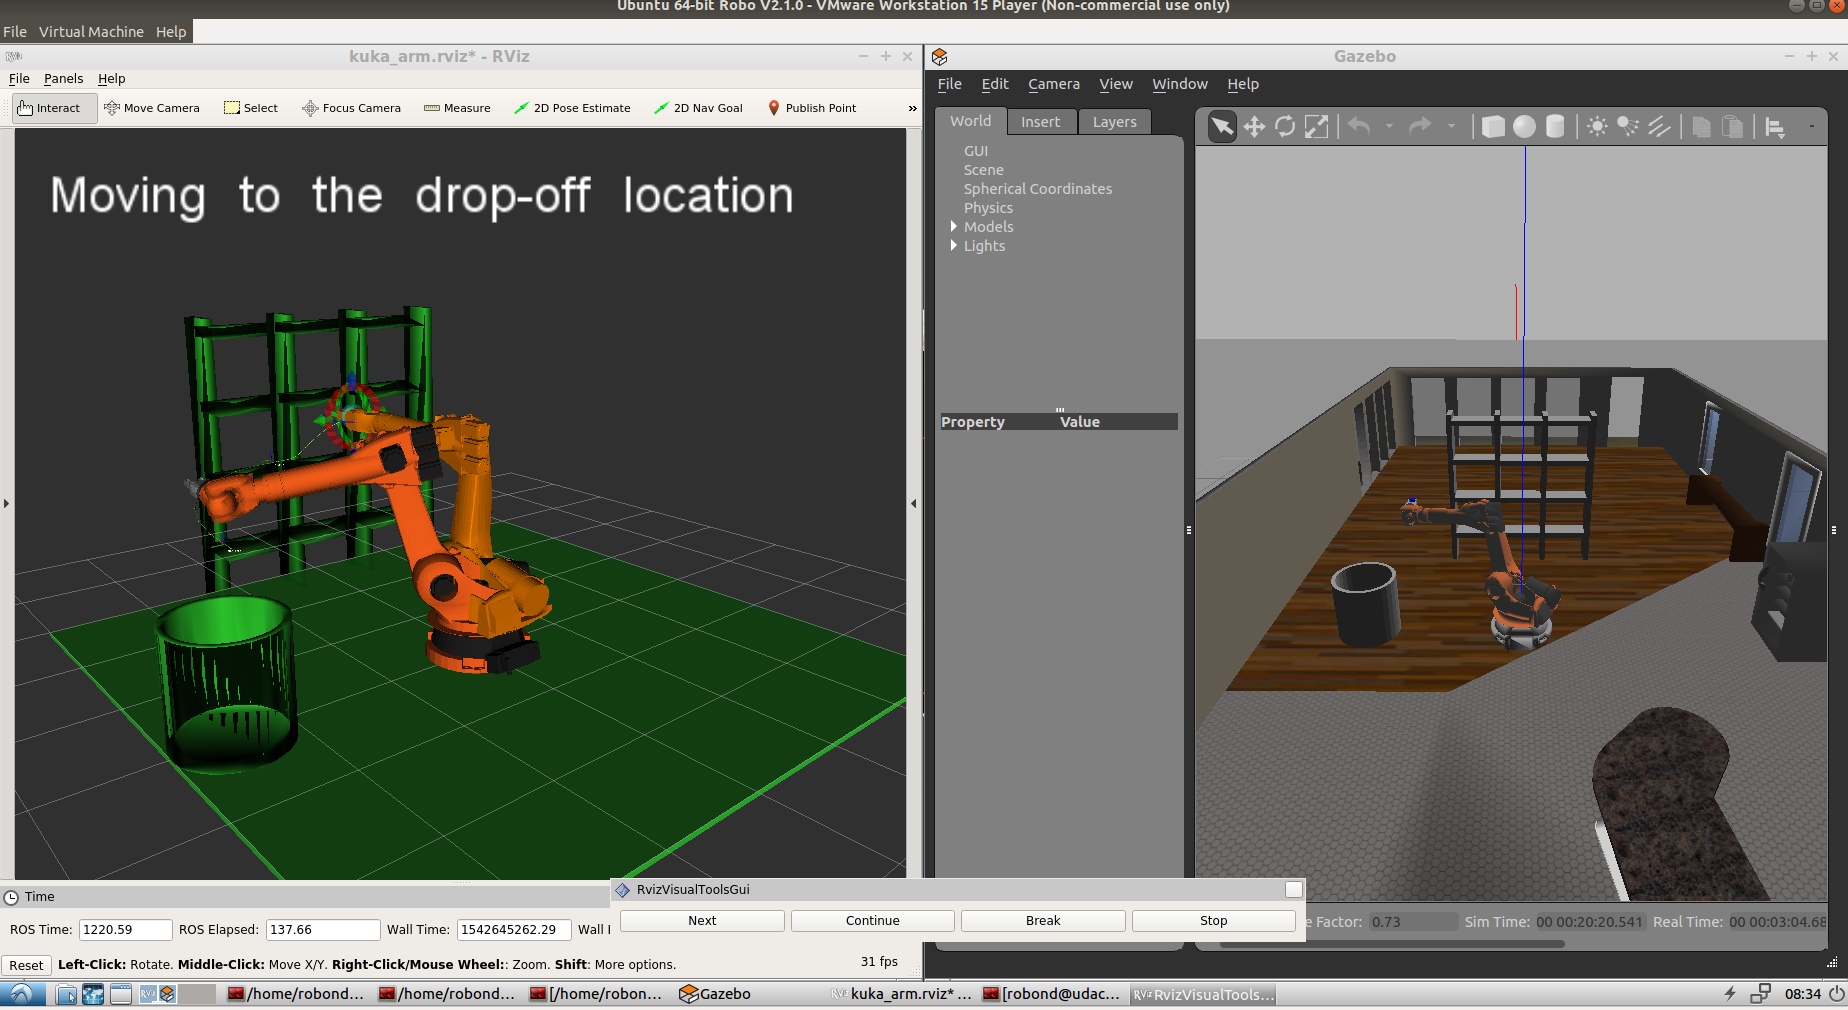 Ubuntu 64-bit Robo V2.1.0 - VMware Workstation 15 Player (Non-commercial use only)
File Virtual Machine Help
kuka_arm.rviz* - RViz
File Panels Help
Interact Move Camera Select Focus Camera Measure 2D Pose Estimate 2D Nav Goal Publish Point »
Moving to the drop-off location
Time
ROS Time: 1220.59 ROS Elapsed: 137.66 Wall Time: 1542645262.29 Wall
Reset Left-Click: Rotate. Middle-Click: Move X/Y. Right-Click/Mouse Wheel:: Zoom. Shift: More options. 31 fps
RvizVisualToolsGui
Next Continue Break Stop
Gazebo
File Edit Camera View Window Help
World Insert Layers
GUI
Scene
Spherical Coordinates
Physics
Models
Lights
Property Value
e Factor: 0.73 Sim Time: 00 00:20:20.541 Real Time: 00 00:03:04.68
RViz /home/robond... /home/robond... [/home/robon... Gazebo RViz kuka_arm.rviz* ... [robond@udac... RViz RvizVisualTools... 08:34